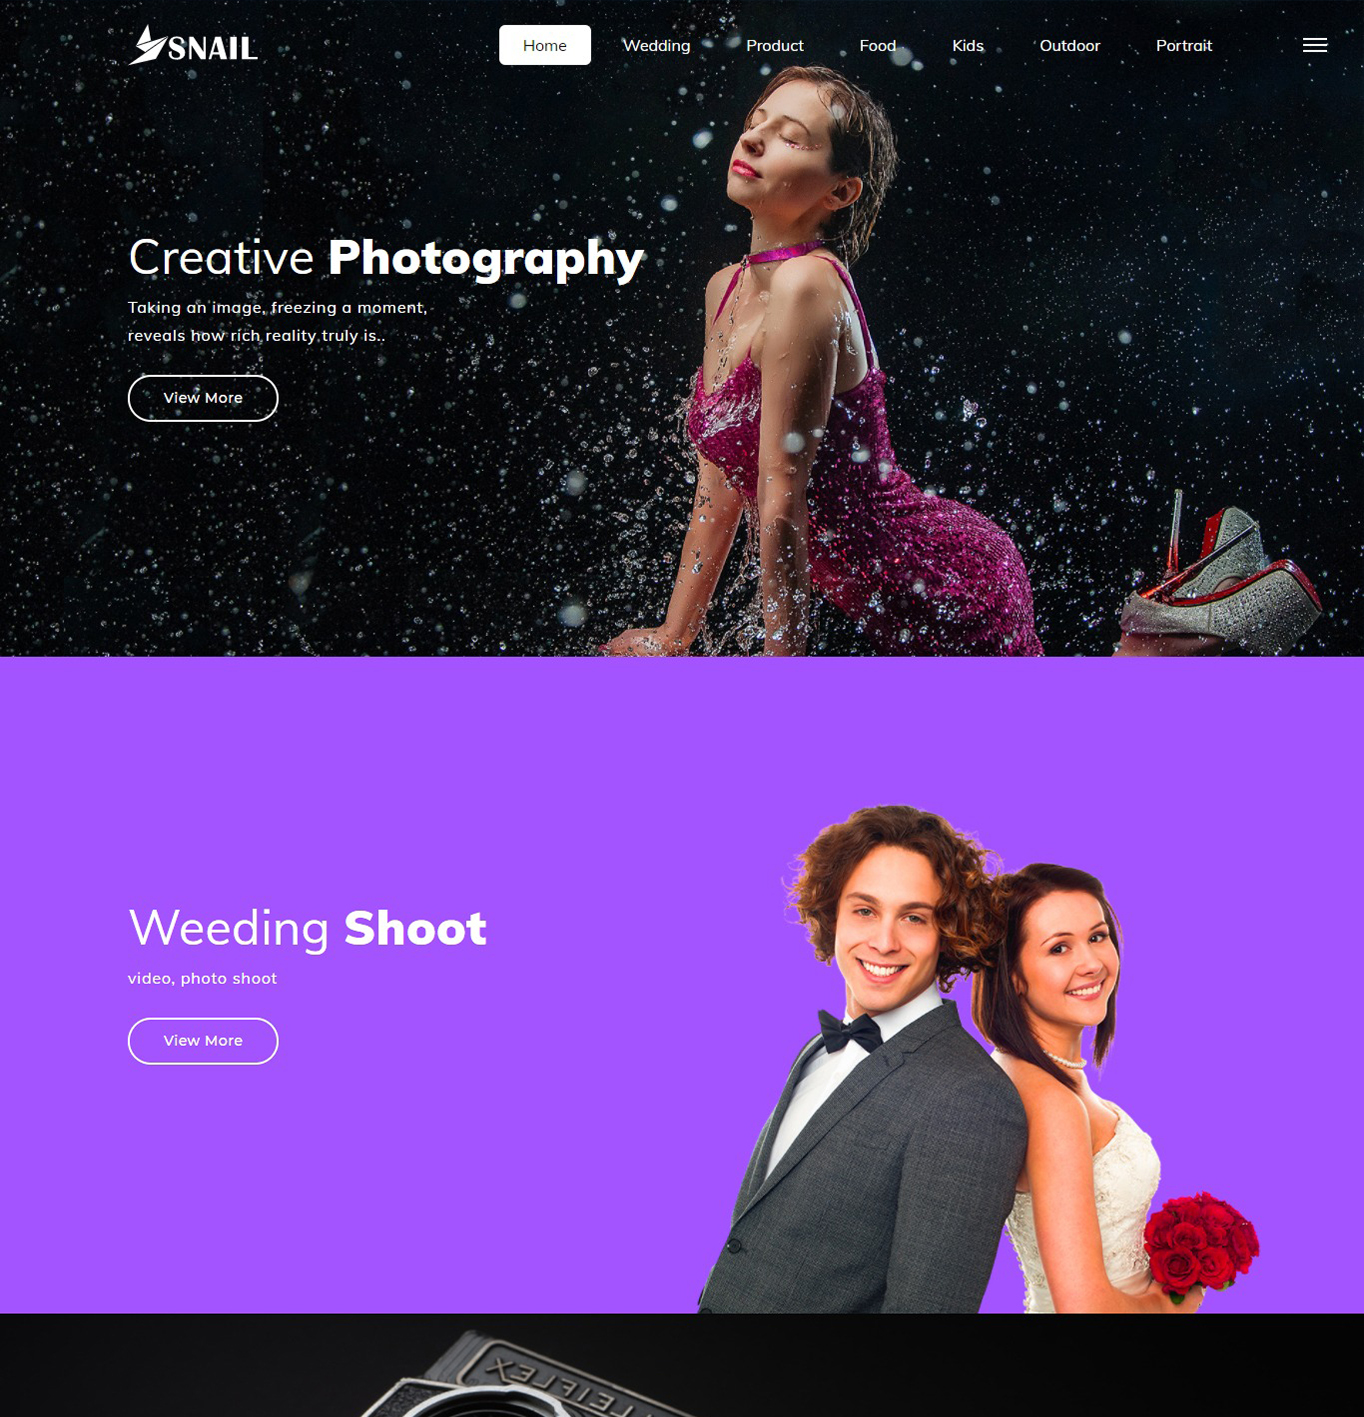 SNAIL
Home Wedding Product Food Kids Outdoor Portrait
Creative Photography
Taking an image, freezing a moment,
reveals how rich reality truly is..
View More
Weeding Shoot
video, photo shoot
View More